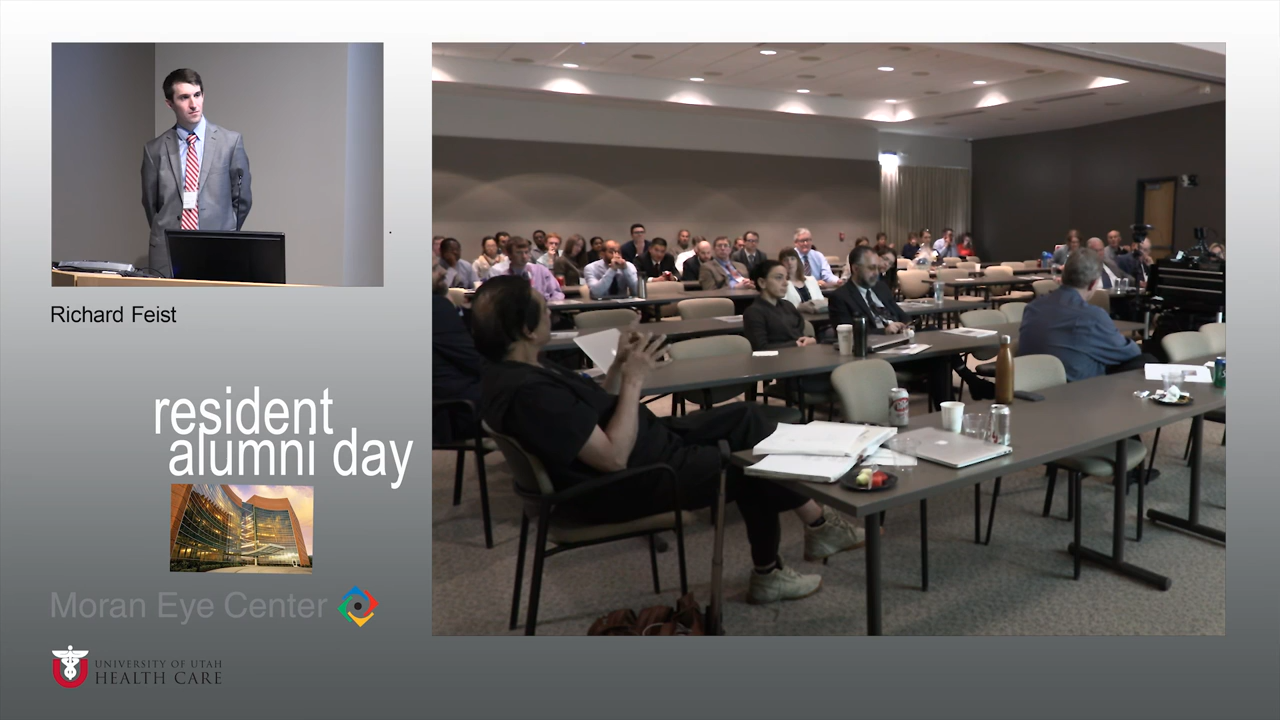 Richard Feist
resident
alumni day
Moran Eye Center
UNIVERSITY OF UTAH
HEALTH CARE